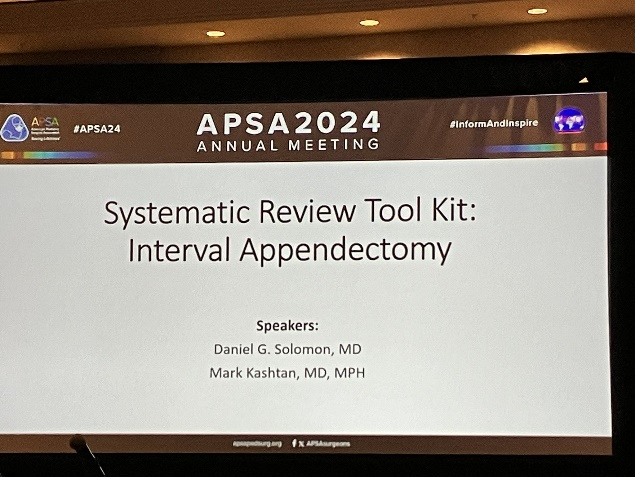 APSA
#APSA24
APSA2024
ANNUAL MEETING
#InformAndInspire
Systematic Review Tool Kit:
Interval Appendectomy
Speakers:
Daniel G. Solomon, MD
Mark Kashtan, MD, MPH
apsapedsurg.org
APSAsurgeons